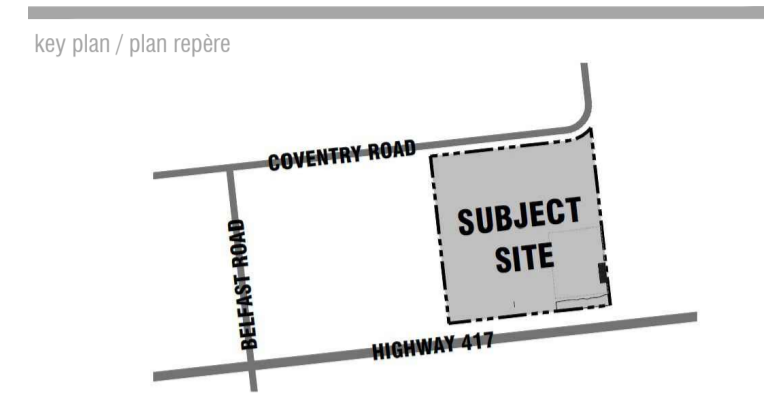 key plan / plan repère
COVENTRY ROAD
SUBJECT
SITE
BELFAST ROAD
HIGHWAY 417